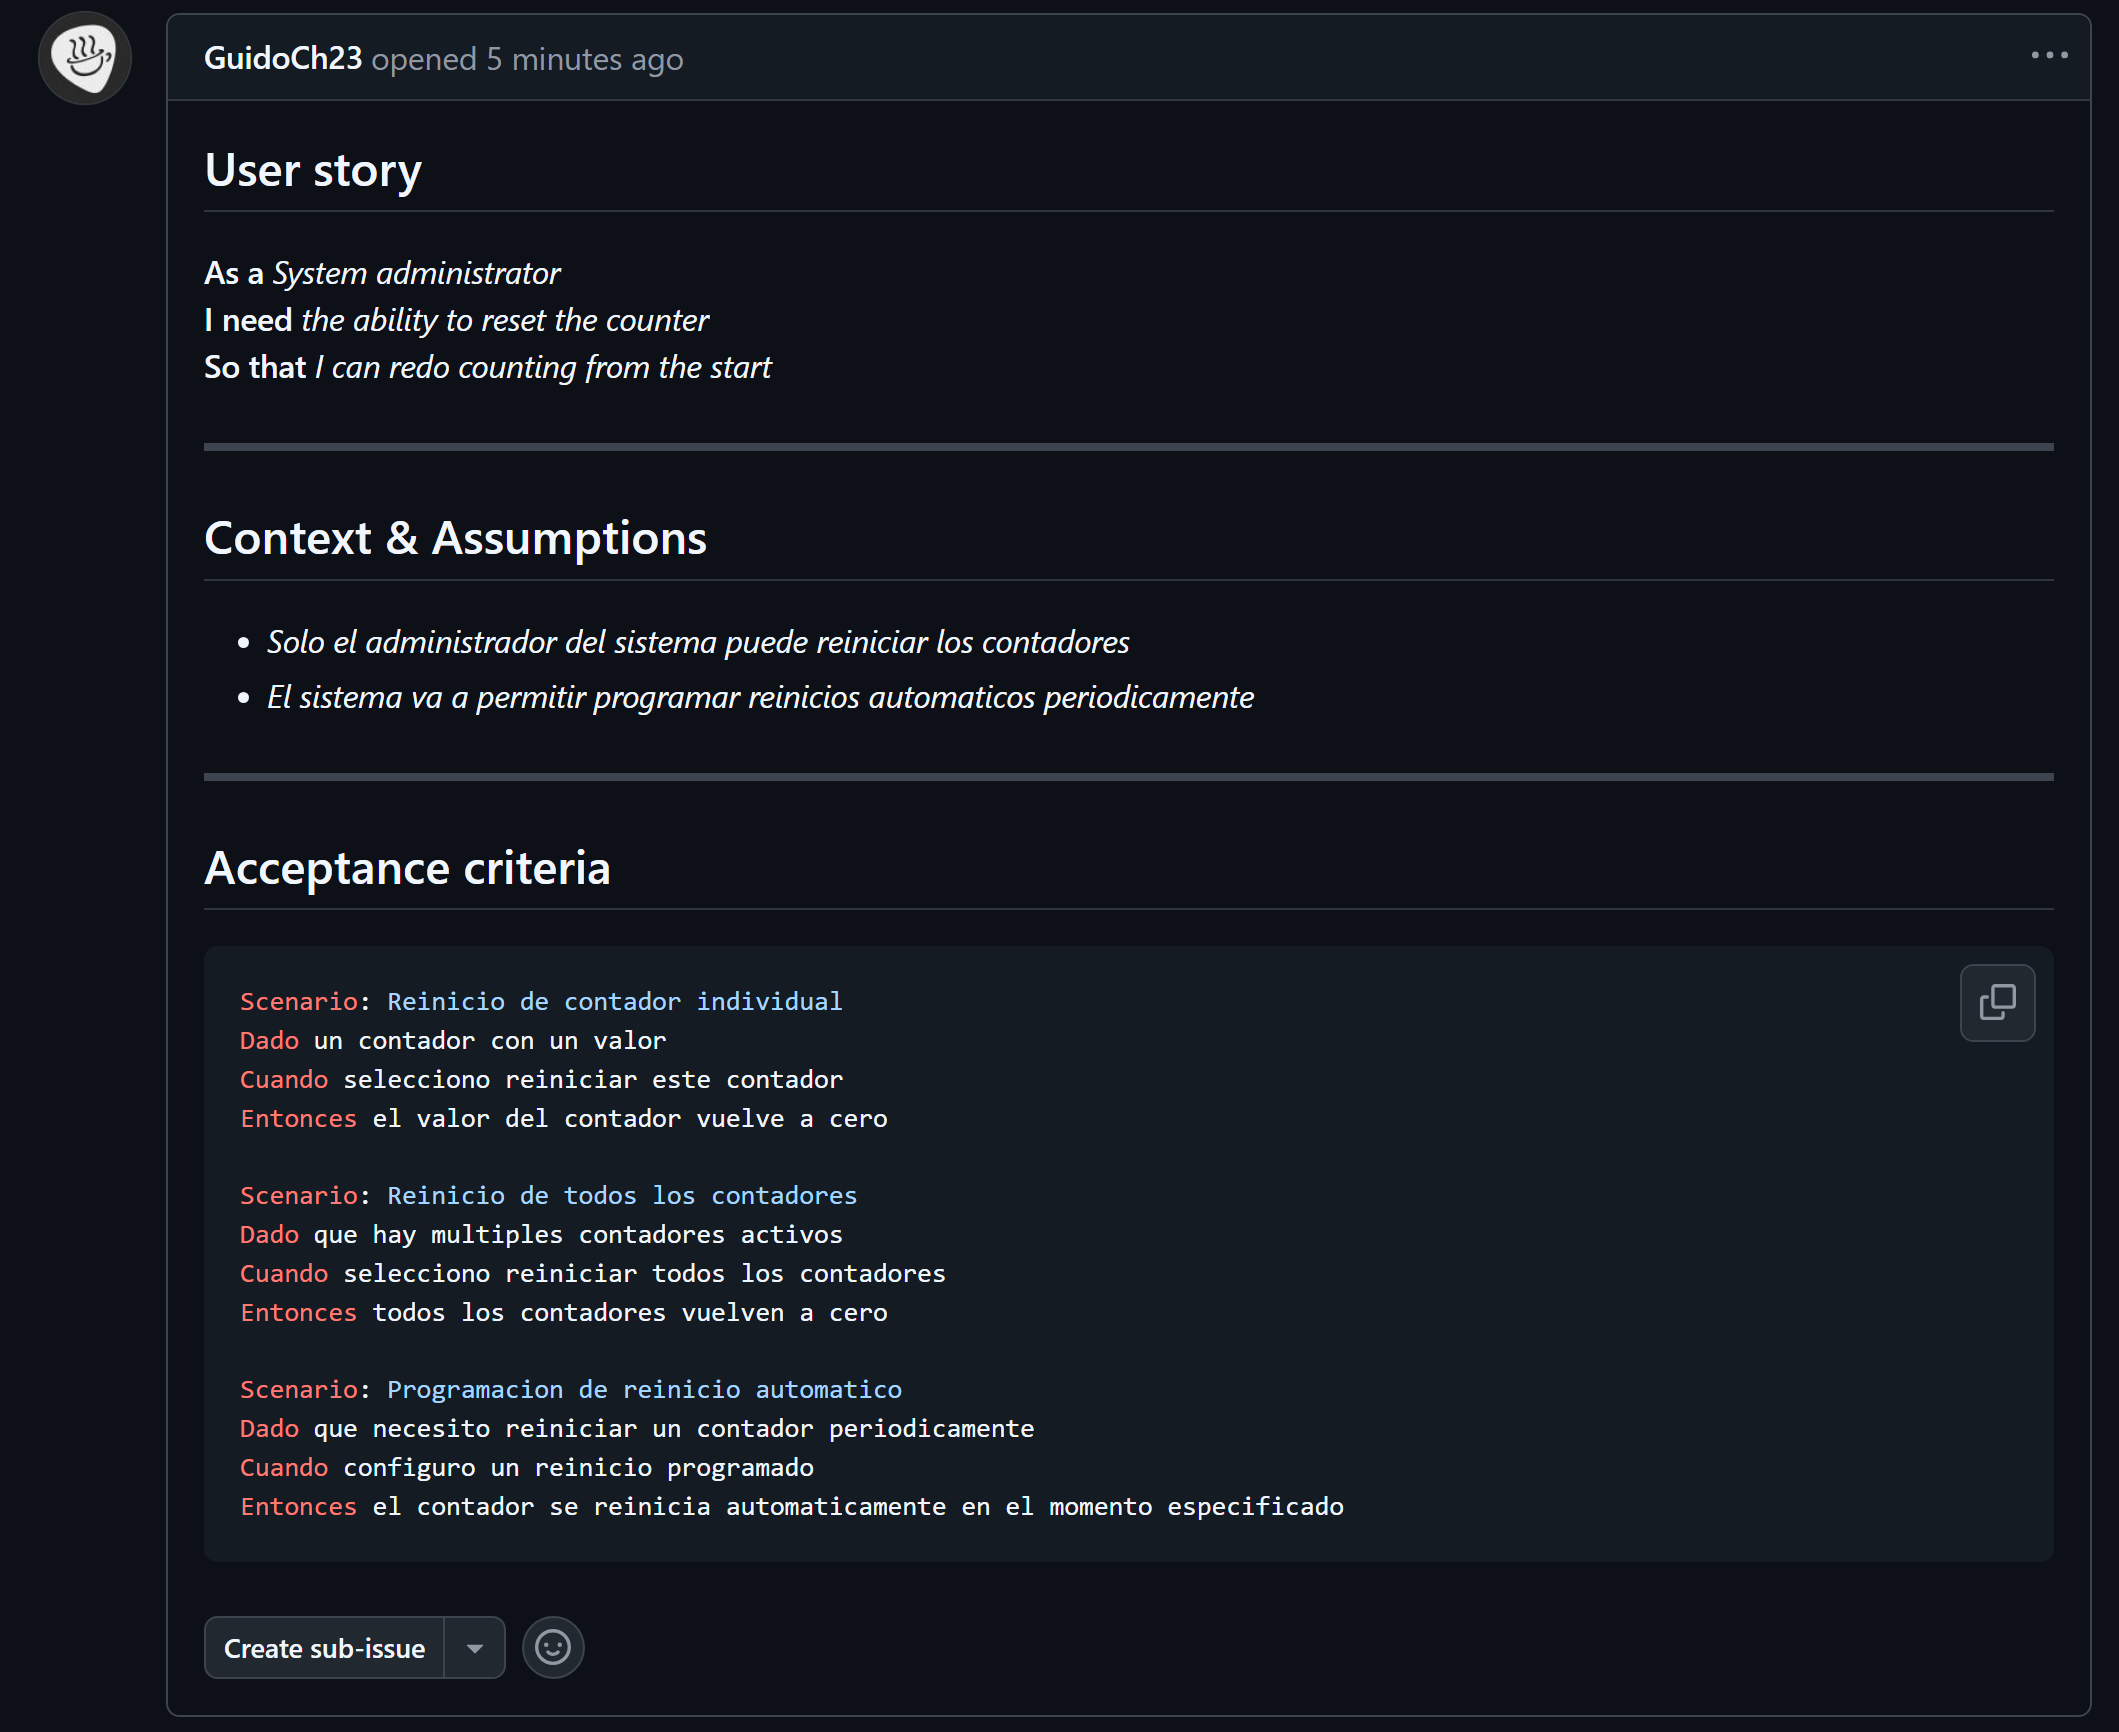 GuidoCh23 opened 5 minutes ago
User story
As a System administrator
I need the ability to reset the counter
So that I can redo counting from the start
Context & Assumptions
Solo el administrador del sistema puede reiniciar los contadores
El sistema va a permitir programar reinicios automaticos periodicamente
Acceptance criteria
Scenario: Reinicio de contador individual
Dado un contador con un valor
Cuando selecciono reiniciar este contador
Entonces el valor del contador vuelve a cero
Scenario: Reinicio de todos los contadores
Dado que hay multiples contadores activos
Cuando selecciono reiniciar todos los contadores
Entonces todos los contadores vuelven a cero
Scenario: Programacion de reinicio automatico
Dado que necesito reiniciar un contador periodicamente
Cuando configuro un reinicio programado
Entonces el contador se reinicia automaticamente en el momento especificado
Create sub-issue